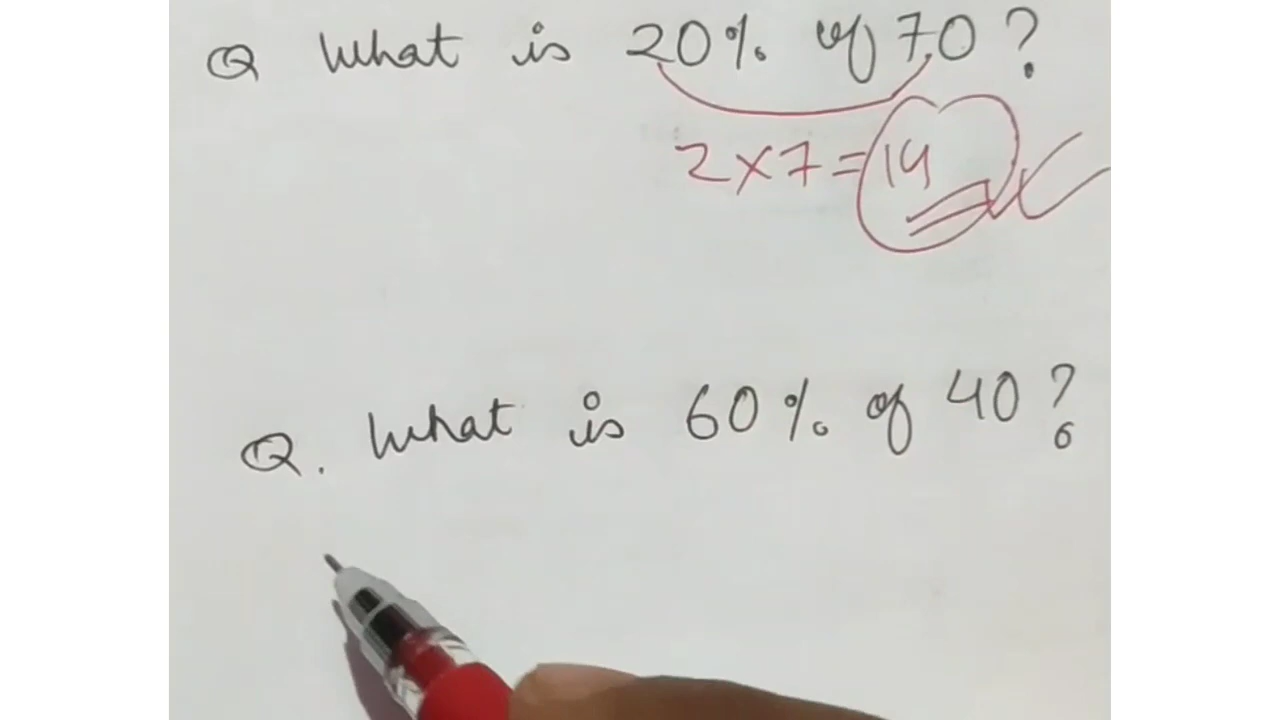 Q What is 20% of 70 ?
2 x 7 = 14
Q. What is 60% of 40 ?